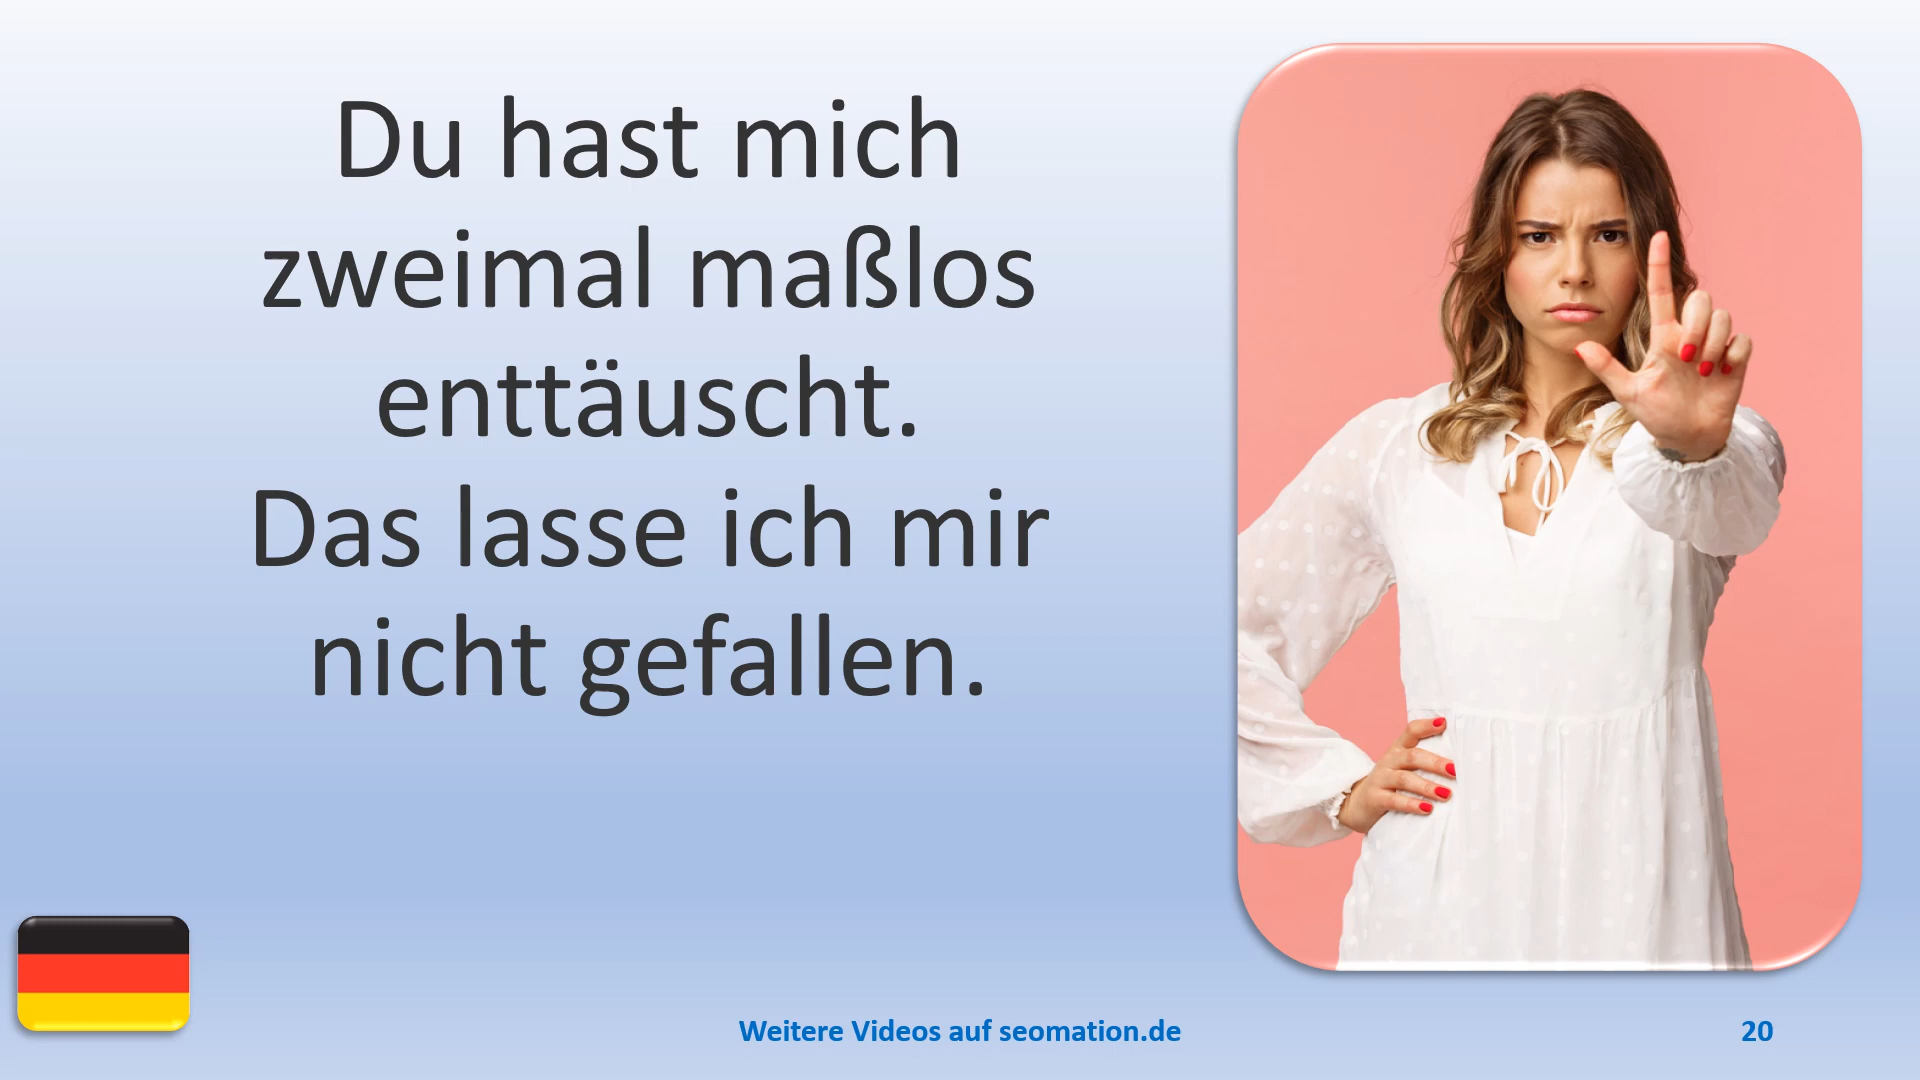 Du hast mich
zweimal maßlos
enttäuscht.
Das lasse ich mir
nicht gefallen.
Weitere Videos auf seomation.de
20